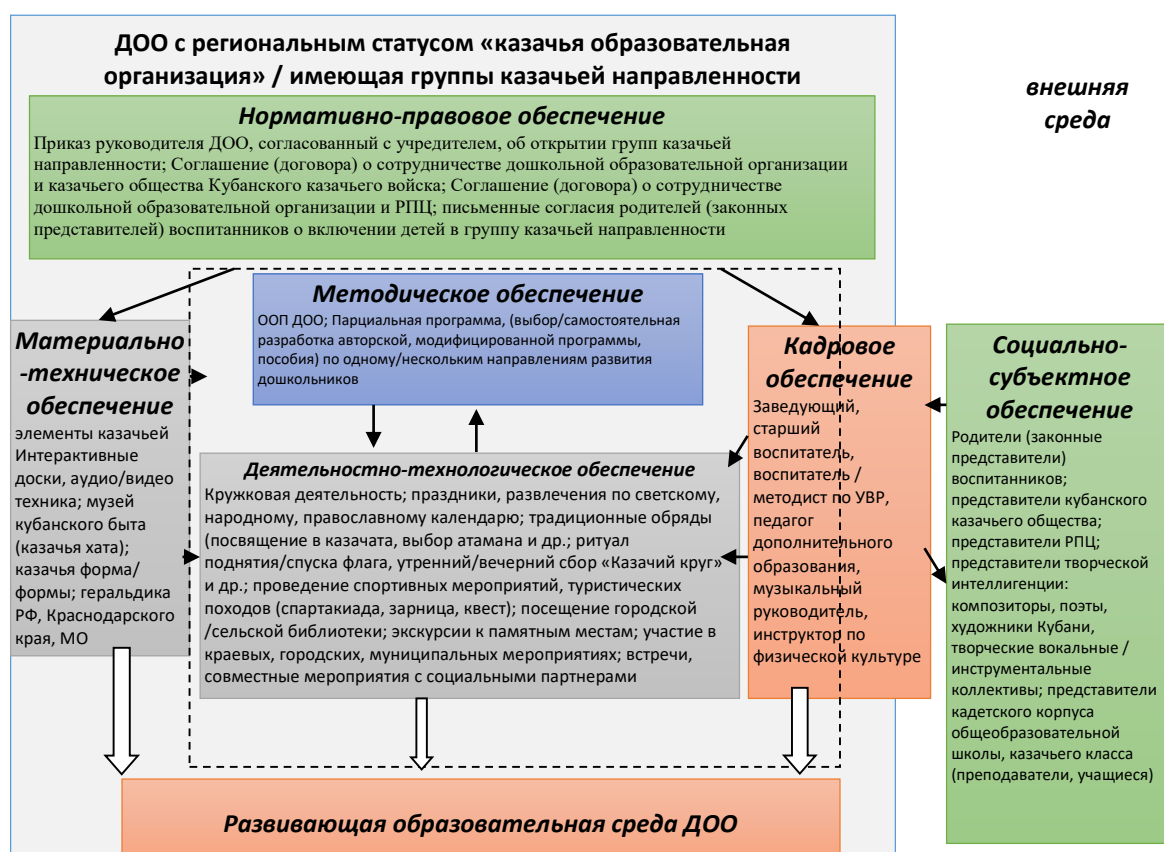 ДОО с региональным статусом «казачья образовательная
организация» / имеющая группы казачьей направленности
внешняя
среда
Нормативно-правовое обеспечение
Приказ руководителя ДОО, согласованный с учредителем, об открытии групп казачьей
направленности; Соглашение (договора) о сотрудничестве дошкольной образовательной организации
и казачьего общества Кубанского казачьего войска; Соглашение (договора) о сотрудничестве
дошкольной образовательной организации и РПЦ; письменные согласия родителей (законных
представителей) воспитанников о включении детей в группу казачьей направленности
Методическое обеспечение
ООП ДОО; Парциальная программа, (выбор/самостоятельная
разработка авторской, модифицированной программы,
пособия) по одному/нескольким направлениям развития
дошкольников
Материально
-техническое
обеспечение
элементы казачьей
Интерактивные
доски, аудио/видео
техника; музей
кубанского быта
(казачья хата);
казачья форма/
формы; геральдика
РФ, Краснодарского
края, МО
Деятельностно-технологическое обеспечение
Кружковая деятельность; праздники, развлечения по светскому,
народному, православному календарю; традиционные обряды
(посвящение в казачата, выбор атамана и др.; ритуал
поднятия/спуска флага, утренний/вечерний сбор «Казачий круг»
и др.; проведение спортивных мероприятий, туристических
походов (спартакиада, зарница, квест); посещение городской
/сельской библиотеки; экскурсии к памятным местам; участие в
краевых, городских, муниципальных мероприятиях; встречи,
совместные мероприятия с социальными партнерами
Кадровое
обеспечение
Заведующий,
старший
воспитатель,
воспитатель /
методист по УВР,
педагог
дополнительного
образования,
музыкальный
руководитель,
инструктор по
физической культуре
Социально-
субъектное
обеспечение
Родители (законные
представители)
воспитанников;
представители кубанского
казачьего общества;
представители РПЦ;
представители творческой
интеллигенции:
композиторы, поэты,
художники Кубани,
творческие вокальные /
инструментальные
коллективы; представители
кадетского корпуса
общеобразовательной
школы, казачьего класса
(преподаватели, учащиеся)
Развивающая образовательная среда ДОО